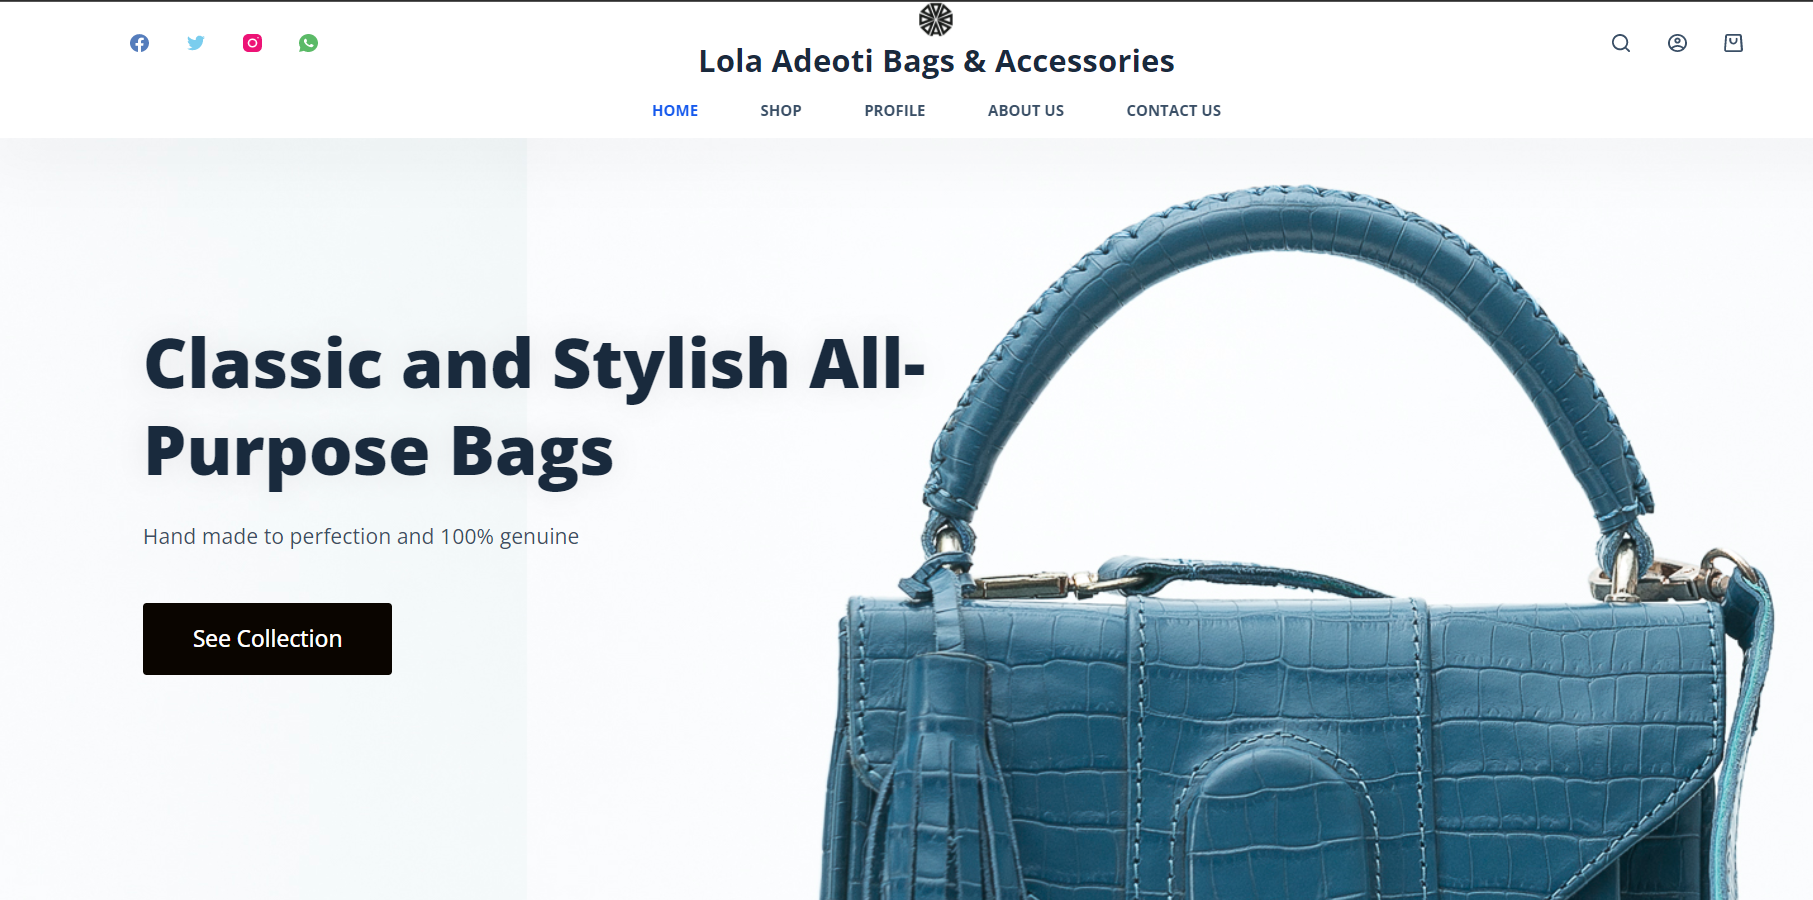 Lola Adeoti Bags & Accessories
HOME SHOP PROFILE ABOUT US CONTACT US
Classic and Stylish All-
Purpose Bags
Hand made to perfection and 100% genuine
See Collection